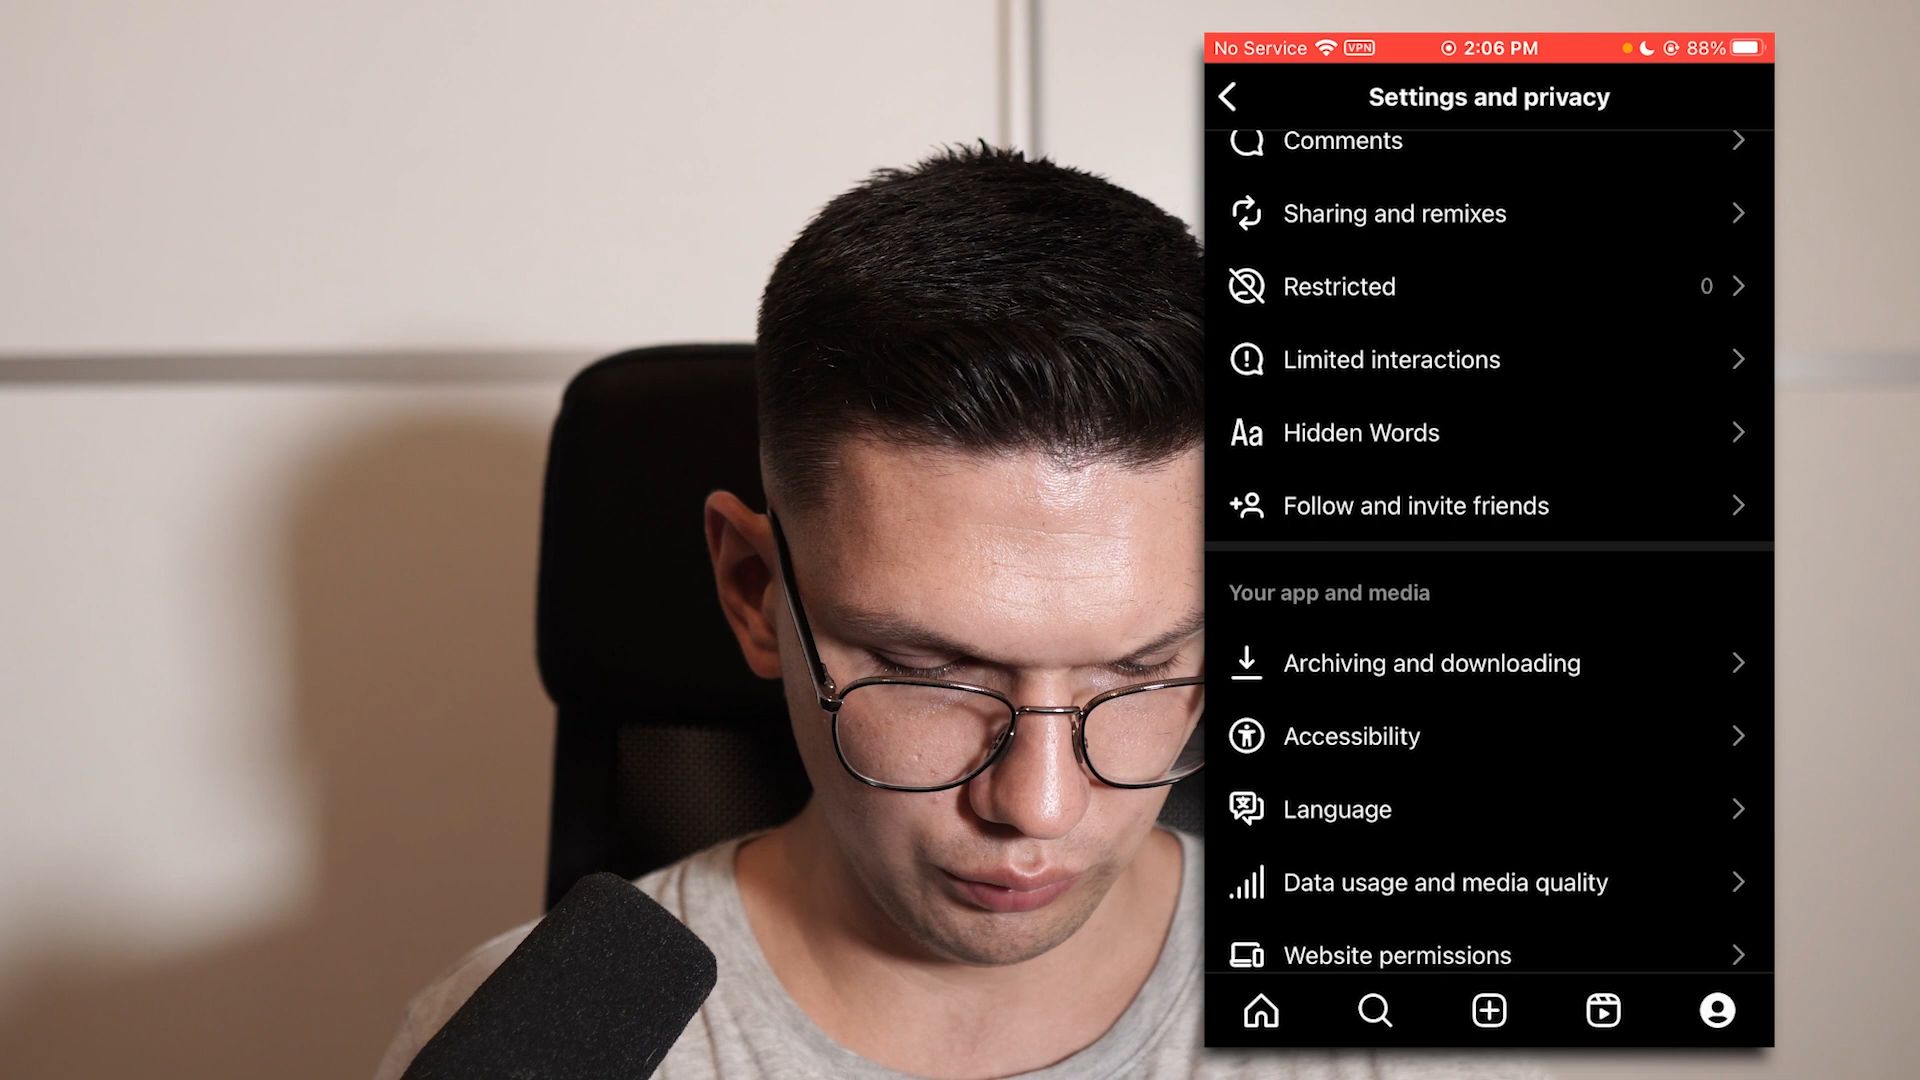 No Service VPN 2:06 PM 88%
Settings and privacy
Comments
Sharing and remixes
Restricted 0
Limited interactions
Aa Hidden Words
Follow and invite friends
Your app and media
Archiving and downloading
Accessibility
Language
Data usage and media quality
Website permissions